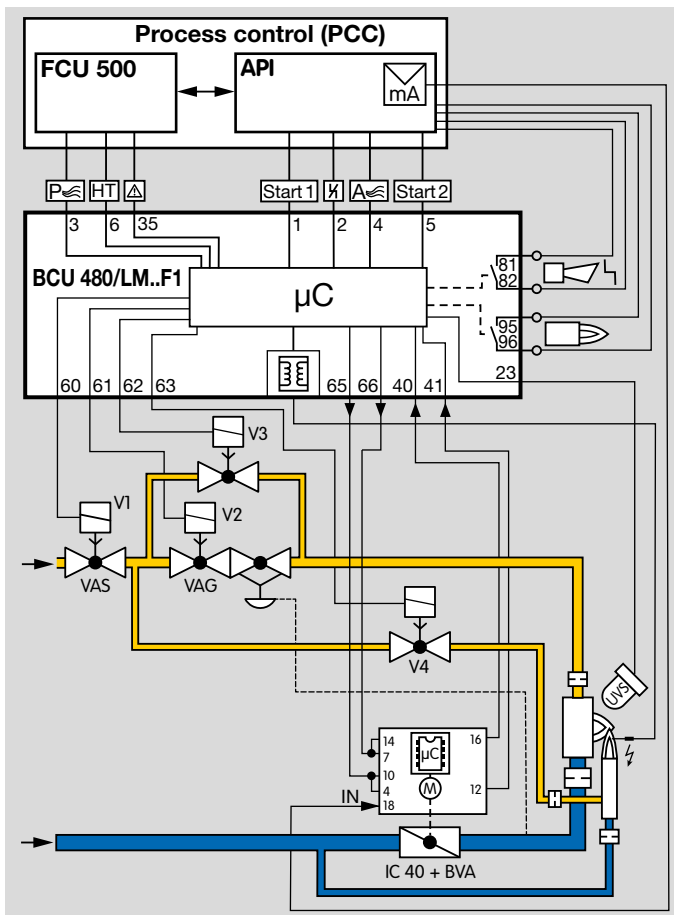 Process control (PCC)
FCU 500
API
mA
P
HT
Start 1
A
Start 2
3
6
35
1
2
4
5
BCU 480/LM..F1
µC
81
82
95
96
23
60
61
62
63
65
66
40
41
V3
V1
V2
VAS
VAG
V4
UVS
14
7
10
4
18
IN
µC
M
16
12
IC 40 + BVA